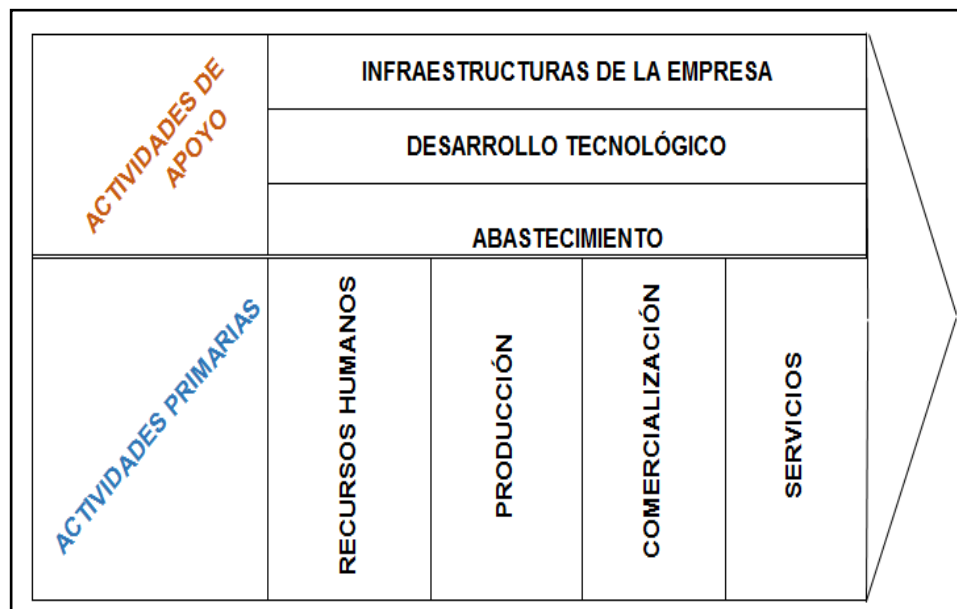 ACTIVIDADES DE
APOYO
INFRAESTRUCTURAS DE LA EMPRESA
DESARROLLO TECNOLÓGICO
ABASTECIMIENTO
ACTIVIDADES PRIMARIAS
RECURSOS HUMANOS
PRODUCCIÓN
COMERCIALIZACIÓN
SERVICIOS